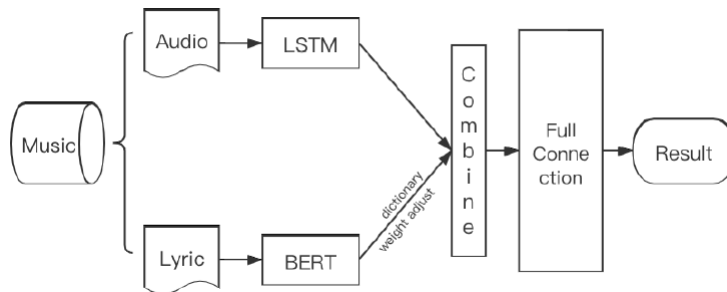 Audio
LSTM
Music
Lyric
BERT
dictionary
weight adjust
C
o
m
b
i
n
e
Full
Conne
ction
Result